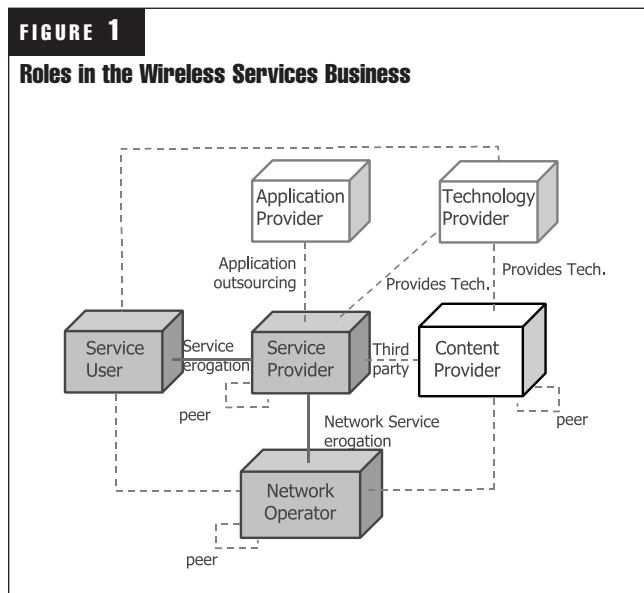 FIGURE 1
Roles in the Wireless Services Business
Application
Provider
Technology
Provider
Application
outsourcing
Provides Tech.
Provides Tech.
Service
User
Service
erogation
Service
Provider
Third
party
Content
Provider
peer
peer
Network Service
erogation
Network
Operator
peer